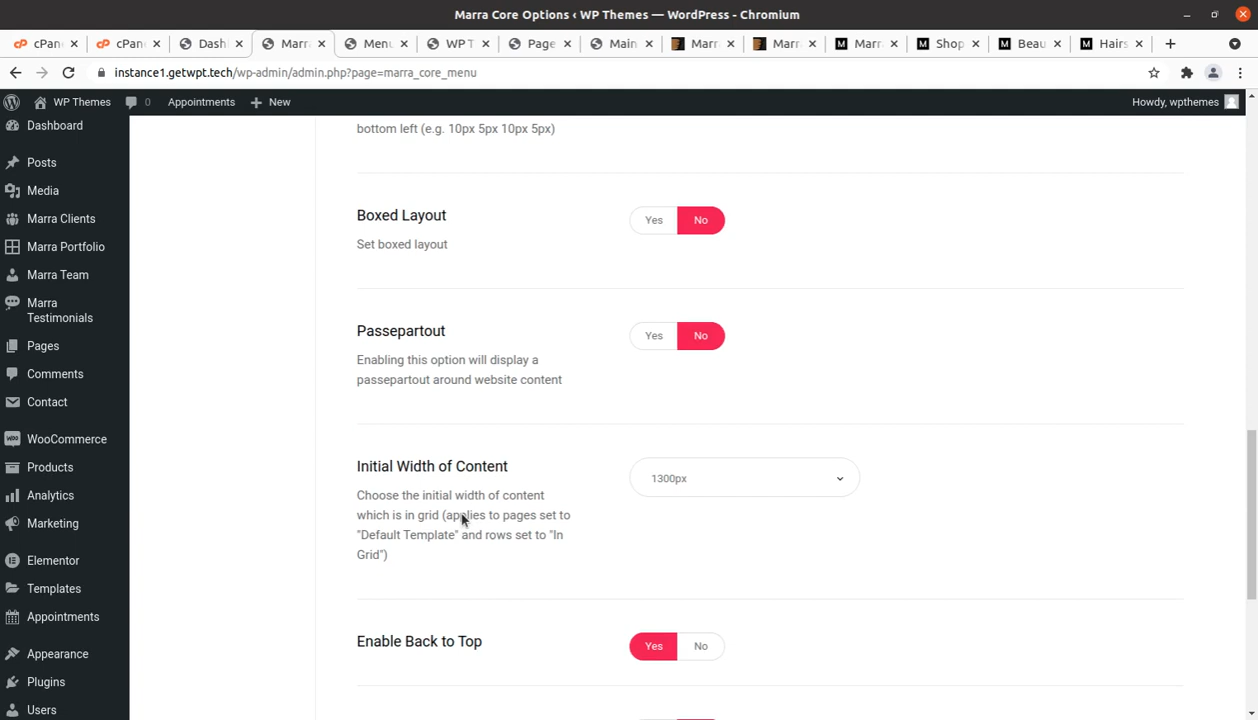 Marra Core Options ‹ WP Themes — WordPress - Chromium
cPan
cPan
Dash
Marra
Menu
WP T
Page
Main
Marra
Marra
Marra
Shop
Beau
Hairs
instance1.getwpt.tech/wp-admin/admin.php?page=marra_core_menu
WP Themes
0
Appointments
New
Howdy, wpthemes
Dashboard
Posts
Media
Marra Clients
Marra Portfolio
Marra Team
Marra
Testimonials
Pages
Comments
Contact
WooCommerce
Products
Analytics
Marketing
Elementor
Templates
Appointments
Appearance
Plugins
Users
bottom left (e.g. 10px 5px 10px 5px)
Boxed Layout
Yes No
Set boxed layout
Passepartout
Yes No
Enabling this option will display a
passepartout around website content
Initial Width of Content
1300px
Choose the initial width of content
which is in grid (applies to pages set to
"Default Template" and rows set to "In
Grid")
Enable Back to Top
Yes No